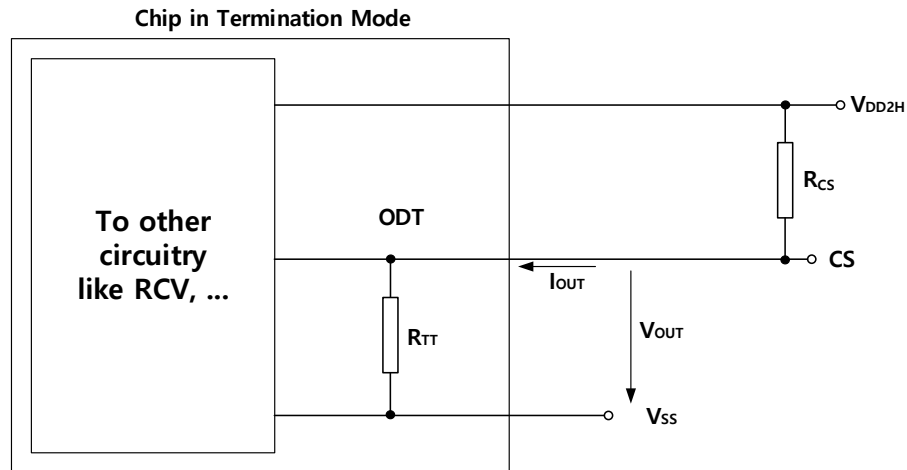 Chip in Termination Mode
VDD2H
RCS
To other
circuitry
like RCV, ...
ODT
CS
IOUT
RTT
VOUT
VSS